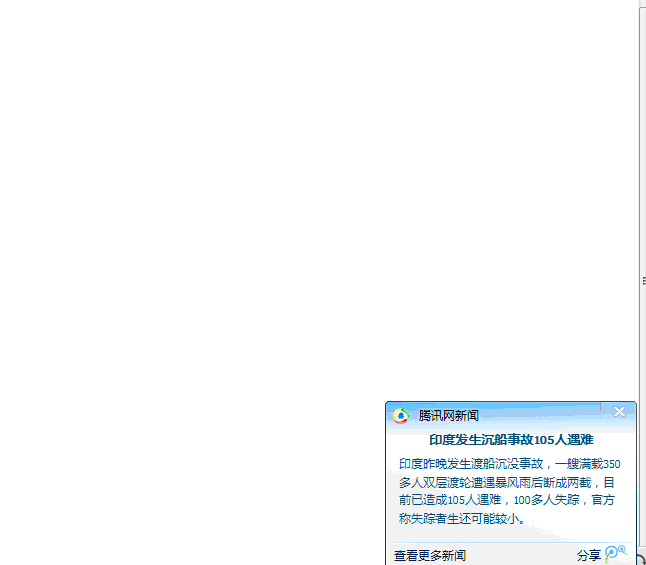 腾讯网新闻
印度发生沉船事故105人遇难
印度昨晚发生渡船沉没事故，一艘满载350
多人双层渡轮遭遇暴风雨后断成两截，目
前已造成105人遇难，100多人失踪，官方
称失踪者生还可能较小。
查看更多新闻 分享